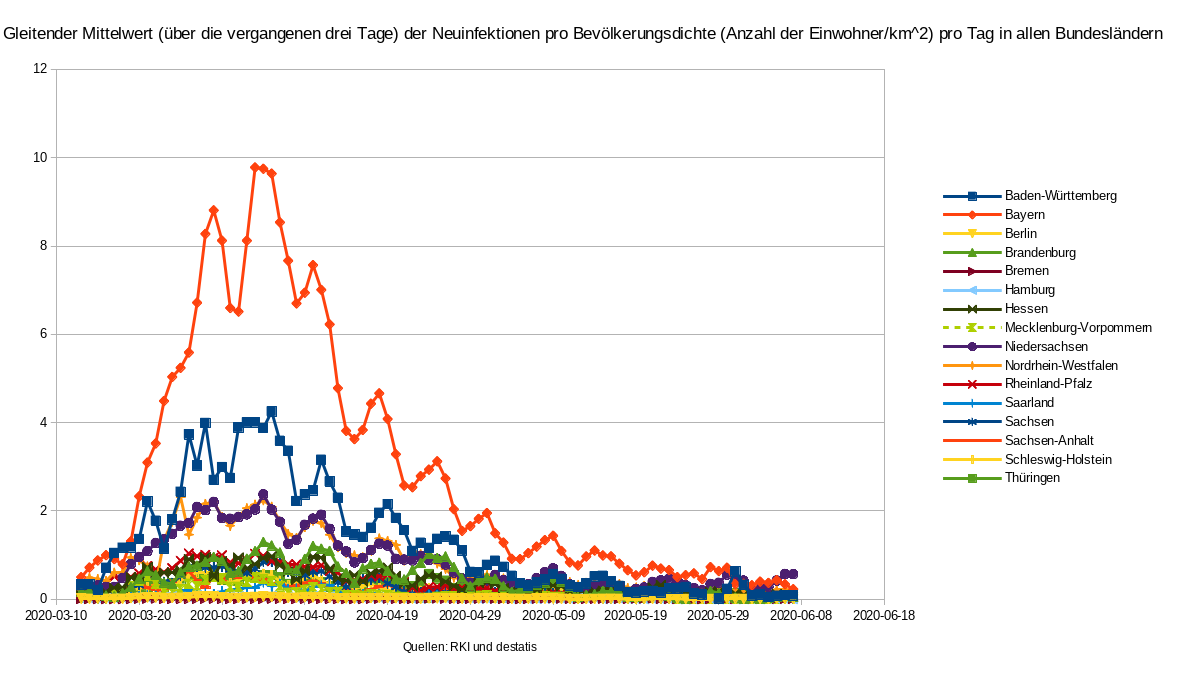 Gleitender Mittelwert (über die vergangenen drei Tage) der Neuinfektionen pro Bevölkerungsdichte (Anzahl der Einwohner/km^2) pro Tag in allen Bundesländern
12
10
8
6
4
2
0
2020-03-10 2020-03-20 2020-03-30 2020-04-09 2020-04-19 2020-04-29 2020-05-09 2020-05-19 2020-05-29 2020-06-08 2020-06-18
Quellen: RKI und destatis
Baden-Württemberg
Bayern
Berlin
Brandenburg
Bremen
Hamburg
Hessen
Mecklenburg-Vorpommern
Niedersachsen
Nordrhein-Westfalen
Rheinland-Pfalz
Saarland
Sachsen
Sachsen-Anhalt
Schleswig-Holstein
Thüringen